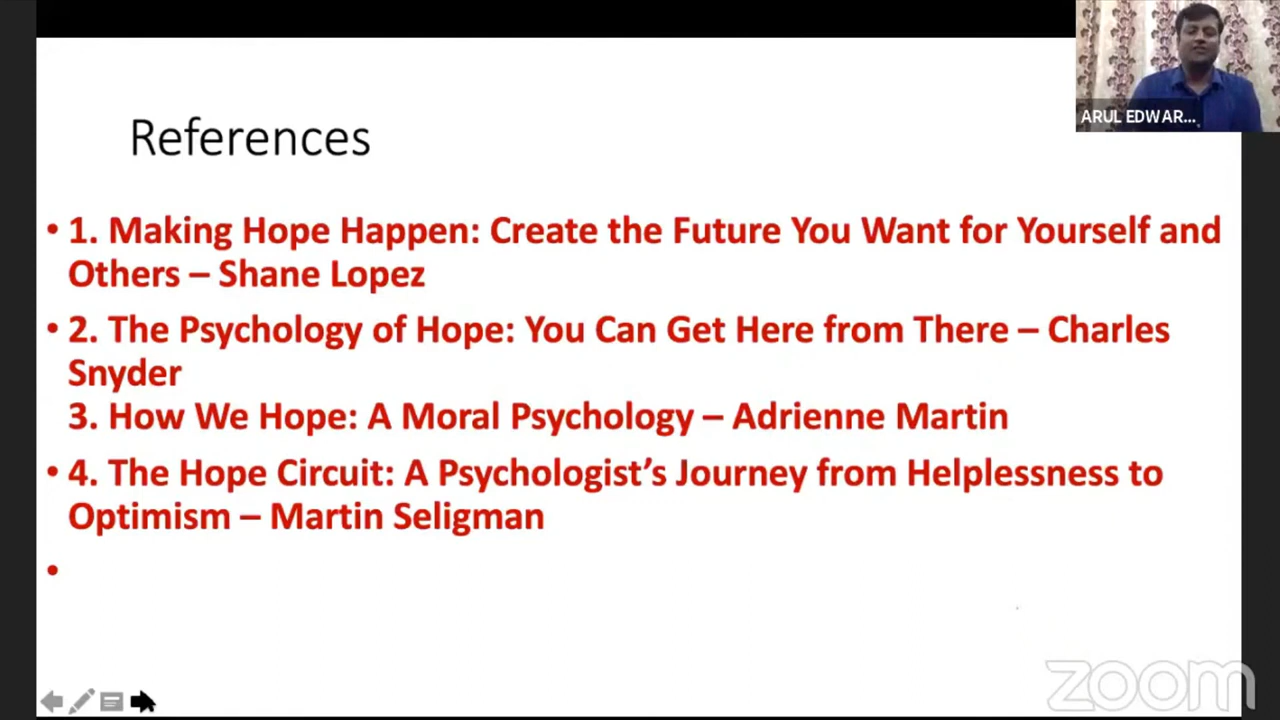 ARUL EDWAR...
References
• 1. Making Hope Happen: Create the Future You Want for Yourself and
Others – Shane Lopez
• 2. The Psychology of Hope: You Can Get Here from There – Charles
Snyder
3. How We Hope: A Moral Psychology – Adrienne Martin
• 4. The Hope Circuit: A Psychologist’s Journey from Helplessness to
Optimism – Martin Seligman
•
zoom